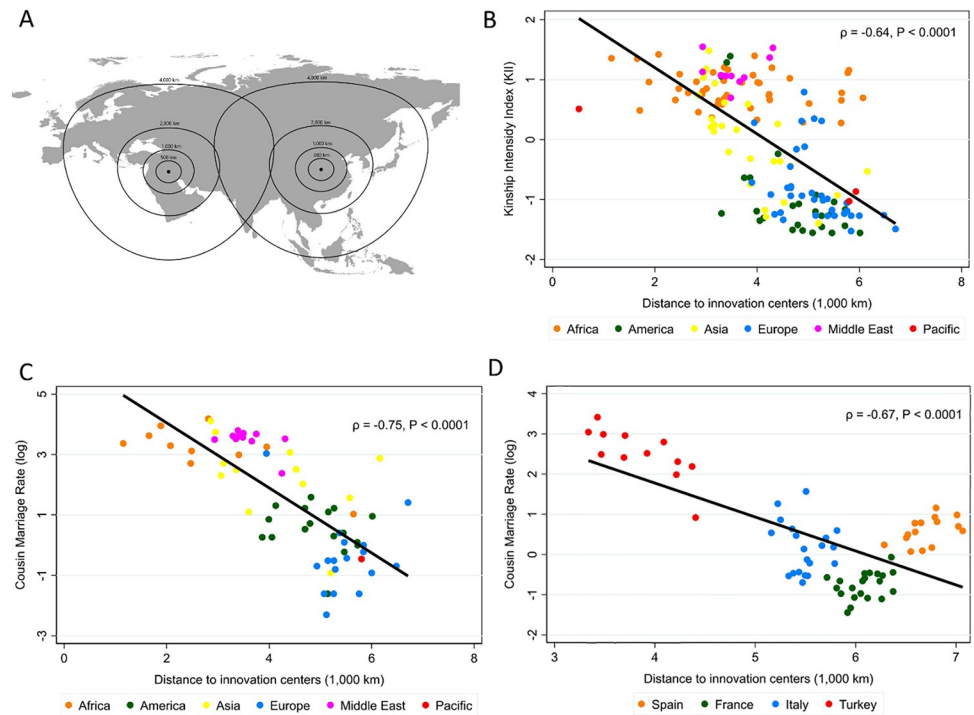 A
4,000 km
4,000 km
2,000 km
2,000 km
1,000 km
1,000 km
500 km
500 km
B
ρ = -0.64, P < 0.0001
Kinship Intensidy Index (KII)
2
1
0
-1
-2
0 2 4 6 8
Distance to innovation centers (1,000 km)
Africa America Asia Europe Middle East Pacific
C
ρ = -0.75, P < 0.0001
Cousin Marriage Rate (log)
5
3
1
-1
-3
0 2 4 6 8
Distance to innovation centers (1,000 km)
Africa America Asia Europe Middle East Pacific
D
ρ = -0.67, P < 0.0001
Cousin Marriage Rate (log)
4
3
2
1
0
-1
-2
3 4 5 6 7
Distance to innovation centers (1,000 km)
Spain France Italy Turkey